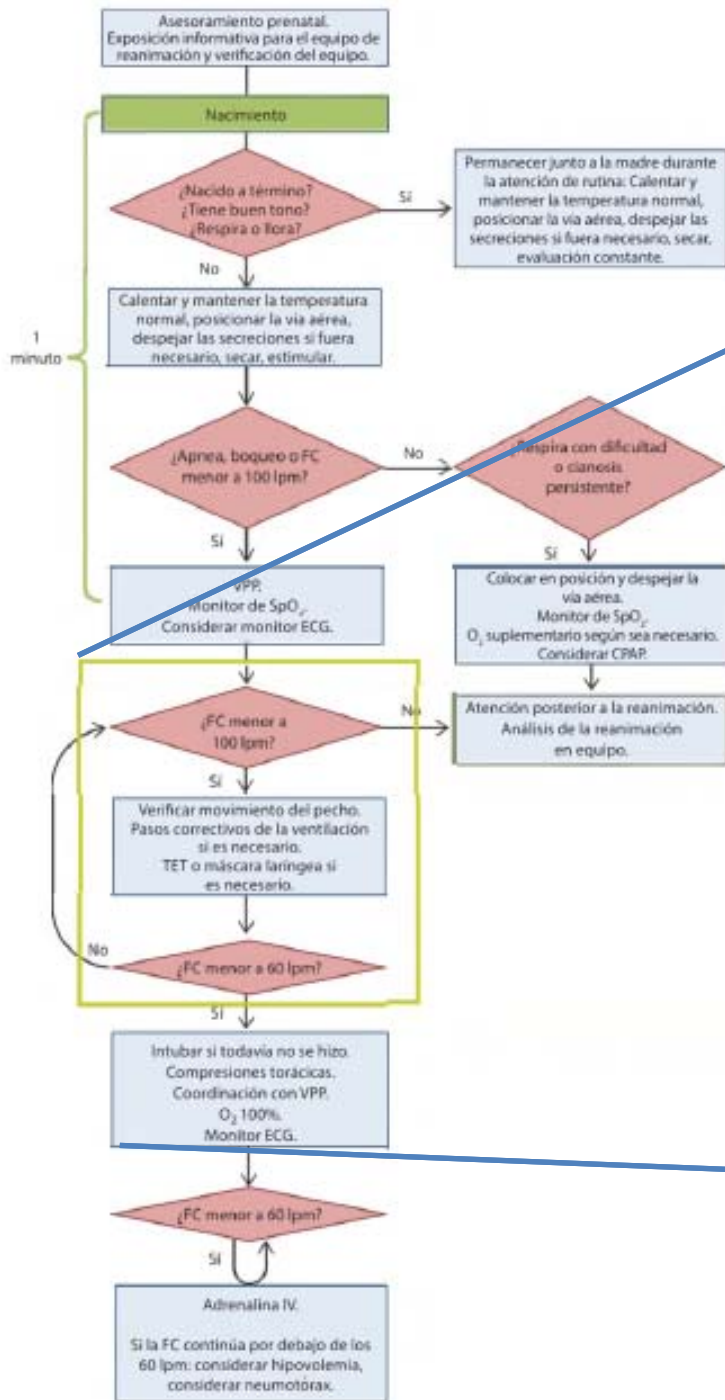 Asesoramiento prenatal.
Exposición informativa para el equipo de
reanimación y verificación del equipo.
Nacimiento
¿Nacido a término?
¿Tiene buen tono?
¿Respira o llora?
Sí
Permanecer junto a la madre durante
la atención de rutina: Calentar y
mantener la temperatura normal,
posicionar la vía aérea, despejar las
secreciones si fuera necesario, secar,
evaluación constante.
No
Calentar y mantener la temperatura
normal, posicionar la vía aérea,
despejar las secreciones si fuera
necesario, secar, estimular.
1
minuto
¿Apnea, boqueo o FC
menor a 100 lpm?
No
¿Respira con dificultad
o cianosis
persistente?
Sí
VPP.
Monitor de SpO₂.
Considerar monitor ECG.
Sí
Colocar en posición y despejar la
vía aérea.
Monitor de SpO₂.
O₂ suplementario según sea necesario.
Considerar CPAP.
¿FC menor a
100 lpm?
No
Atención posterior a la reanimación.
Análisis de la reanimación
en equipo.
Sí
Verificar movimiento del pecho.
Pasos correctivos de la ventilación
si es necesario.
TET o máscara laríngea si
es necesario.
No
¿FC menor a 60 lpm?
Sí
Intubar si todavía no se hizo.
Compresiones torácicas.
Coordinación con VPP.
O₂ 100%.
Monitor ECG.
¿FC menor a 60 lpm?
Sí
Adrenalina IV.
Si la FC continúa por debajo de los
60 lpm: considerar hipovolemia,
considerar neumotórax.